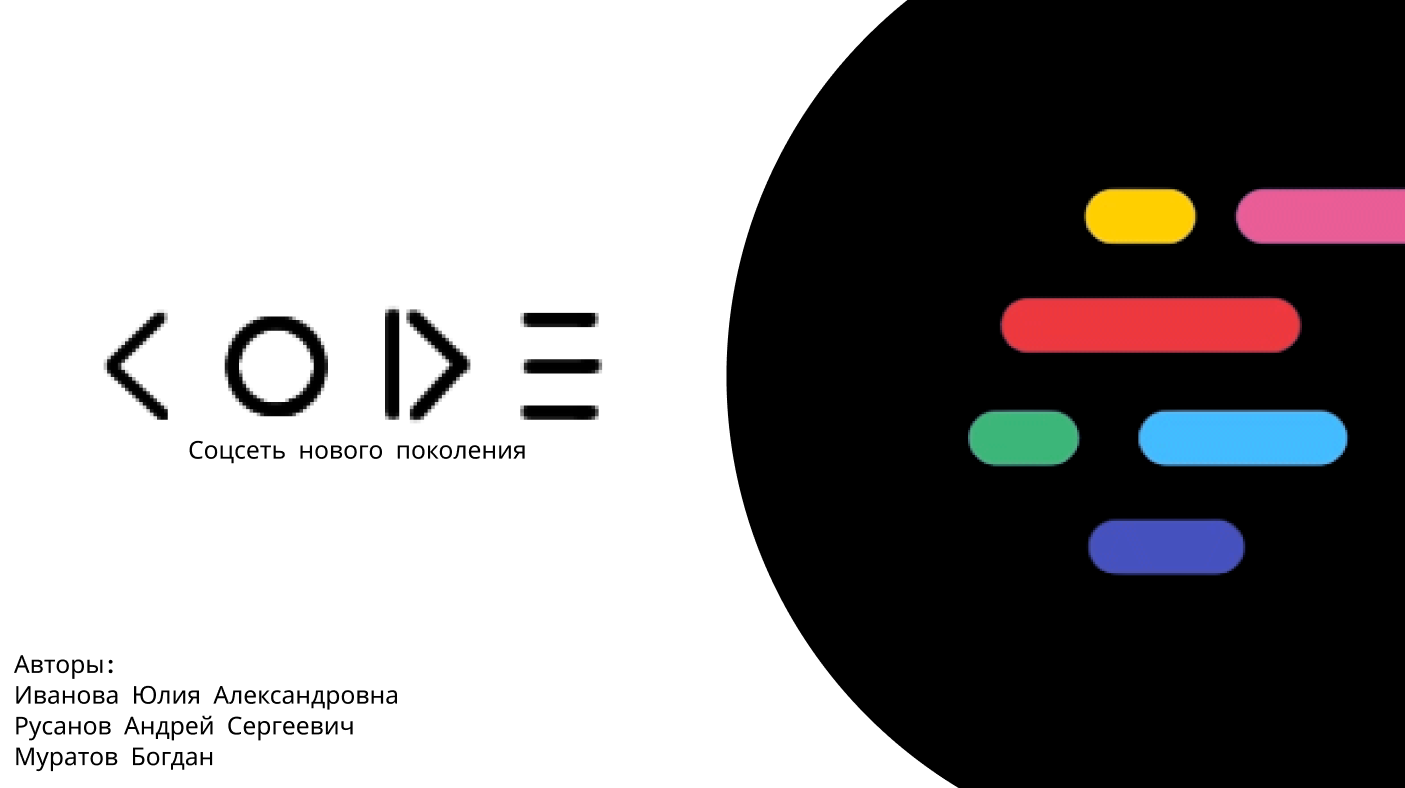 CODE
Соцсеть нового поколения
Авторы:
Иванова Юлия Александровна
Русанов Андрей Сергеевич
Муратов Богдан